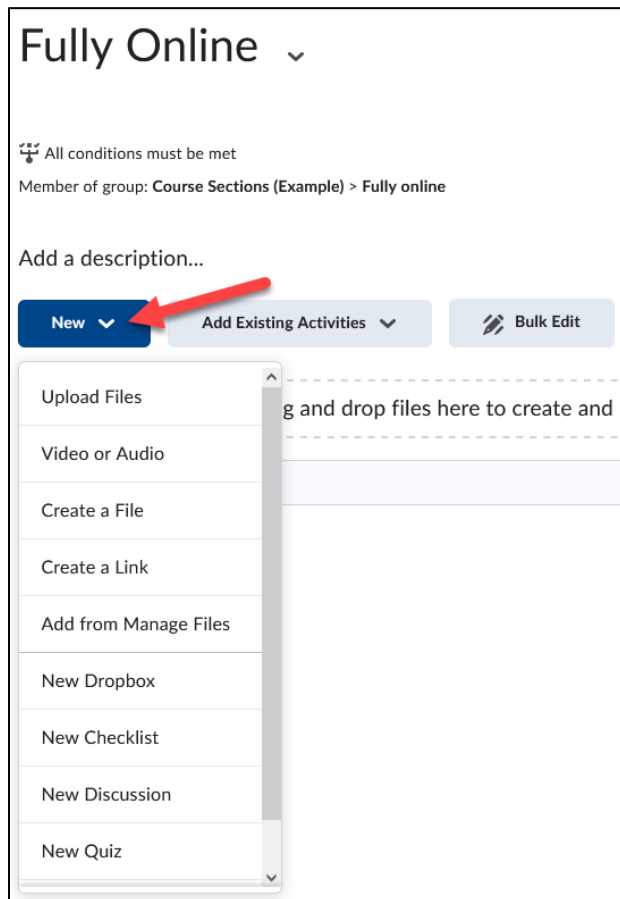 Fully Online
All conditions must be met
Member of group: Course Sections (Example) > Fully online
Add a description...
New Add Existing Activities Bulk Edit
Upload Files
g and drop files here to create and
Video or Audio
Create a File
Create a Link
Add from Manage Files
New Dropbox
New Checklist
New Discussion
New Quiz